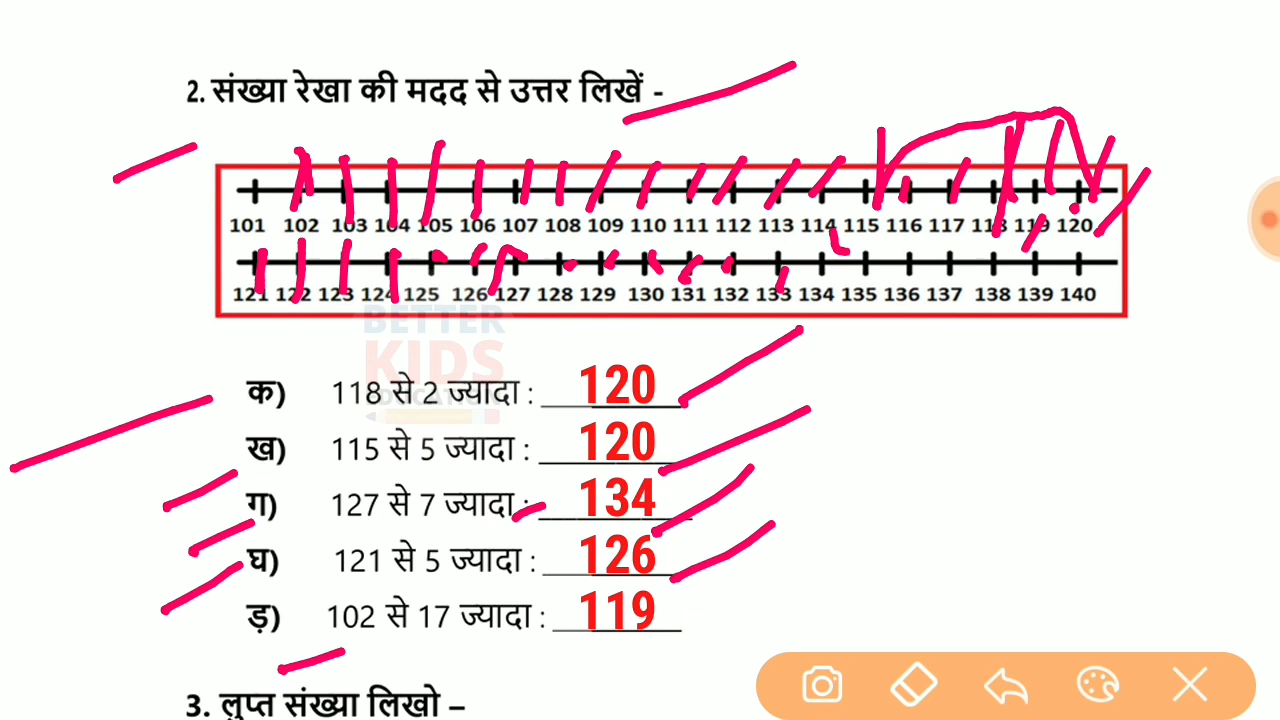 2. संख्या रेखा की मदद से उत्तर लिखें -
101 102 103 104 105 106 107 108 109 110 111 112 113 114 115 116 117 118 119 120
121 122 123 124 125 126 127 128 129 130 131 132 133 134 135 136 137 138 139 140
BETTER
KIDS
क) 118 से 2 ज्यादा : 120
ख) 115 से 5 ज्यादा : 120
ग) 127 से 7 ज्यादा : 134
घ) 121 से 5 ज्यादा : 126
ड़) 102 से 17 ज्यादा : 119
3. लुप्त संख्या लिखो –